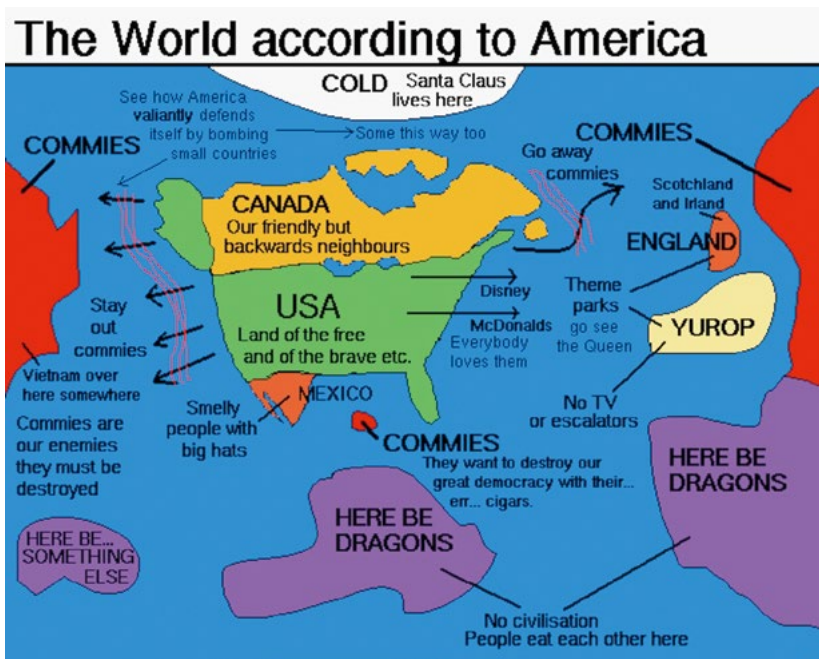 The World according to America
COLD Santa Claus
lives here
See how America
valiantly defends
itself by bombing
small countries
Some this way too
COMMIES
COMMIES
Go away
commies
Scotchland
and Irland
CANADA
Our friendly but
backwards neighbours
ENGLAND
USA
Land of the free
and of the brave etc.
Disney
McDonalds
Everybody
loves them
Theme
parks
go see
the Queen
YUROP
Stay
out
commies
Vietnam over
here somewhere
Commies are
our enemies
they must be
destroyed
Smelly
people with
big hats
MEXICO
No TV
or escalators
COMMIES
They want to destroy our
great democracy with their...
err... cigars.
HERE BE
DRAGONS
HERE BE
DRAGONS
HERE BE...
SOMETHING
ELSE
No civilisation
People eat each other here